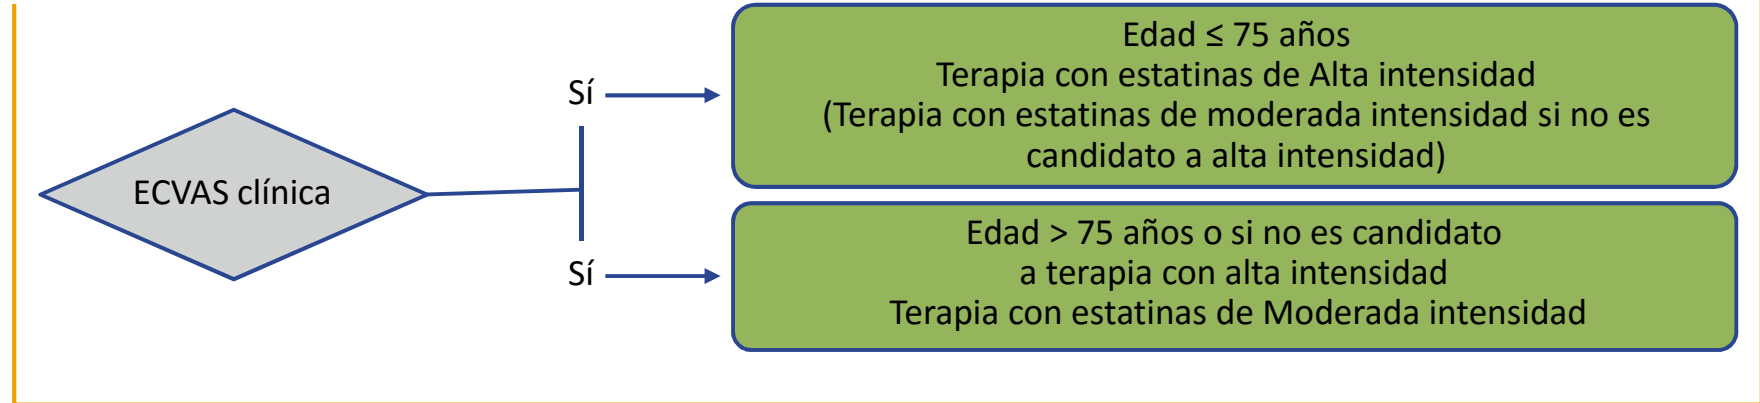 ECVAS clínica
Sí
Edad ≤ 75 años
Terapia con estatinas de Alta intensidad
(Terapia con estatinas de moderada intensidad si no es
candidato a alta intensidad)
Sí
Edad > 75 años o si no es candidato
a terapia con alta intensidad
Terapia con estatinas de Moderada intensidad